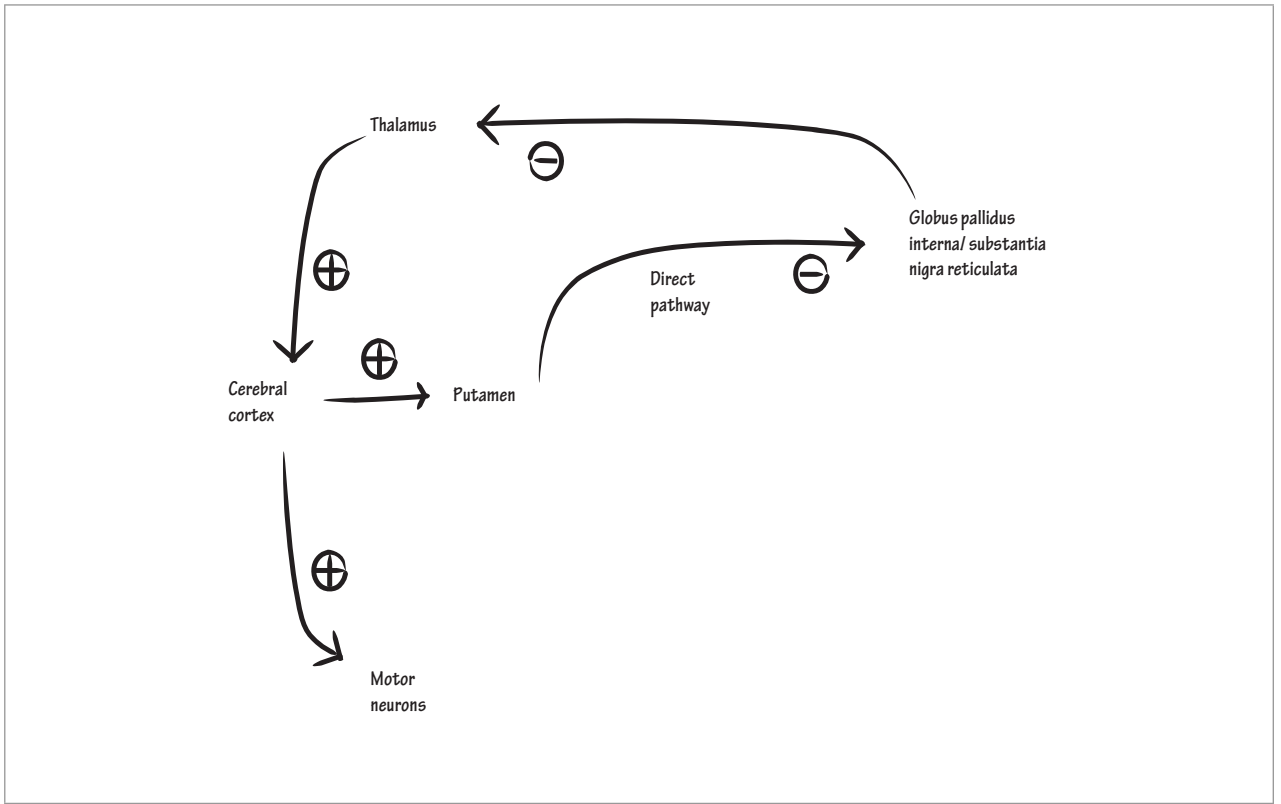 Thalamus
Globus pallidus
interna/ substantia
nigra reticulata
Direct
pathway
Cerebral
cortex
Putamen
Motor
neurons